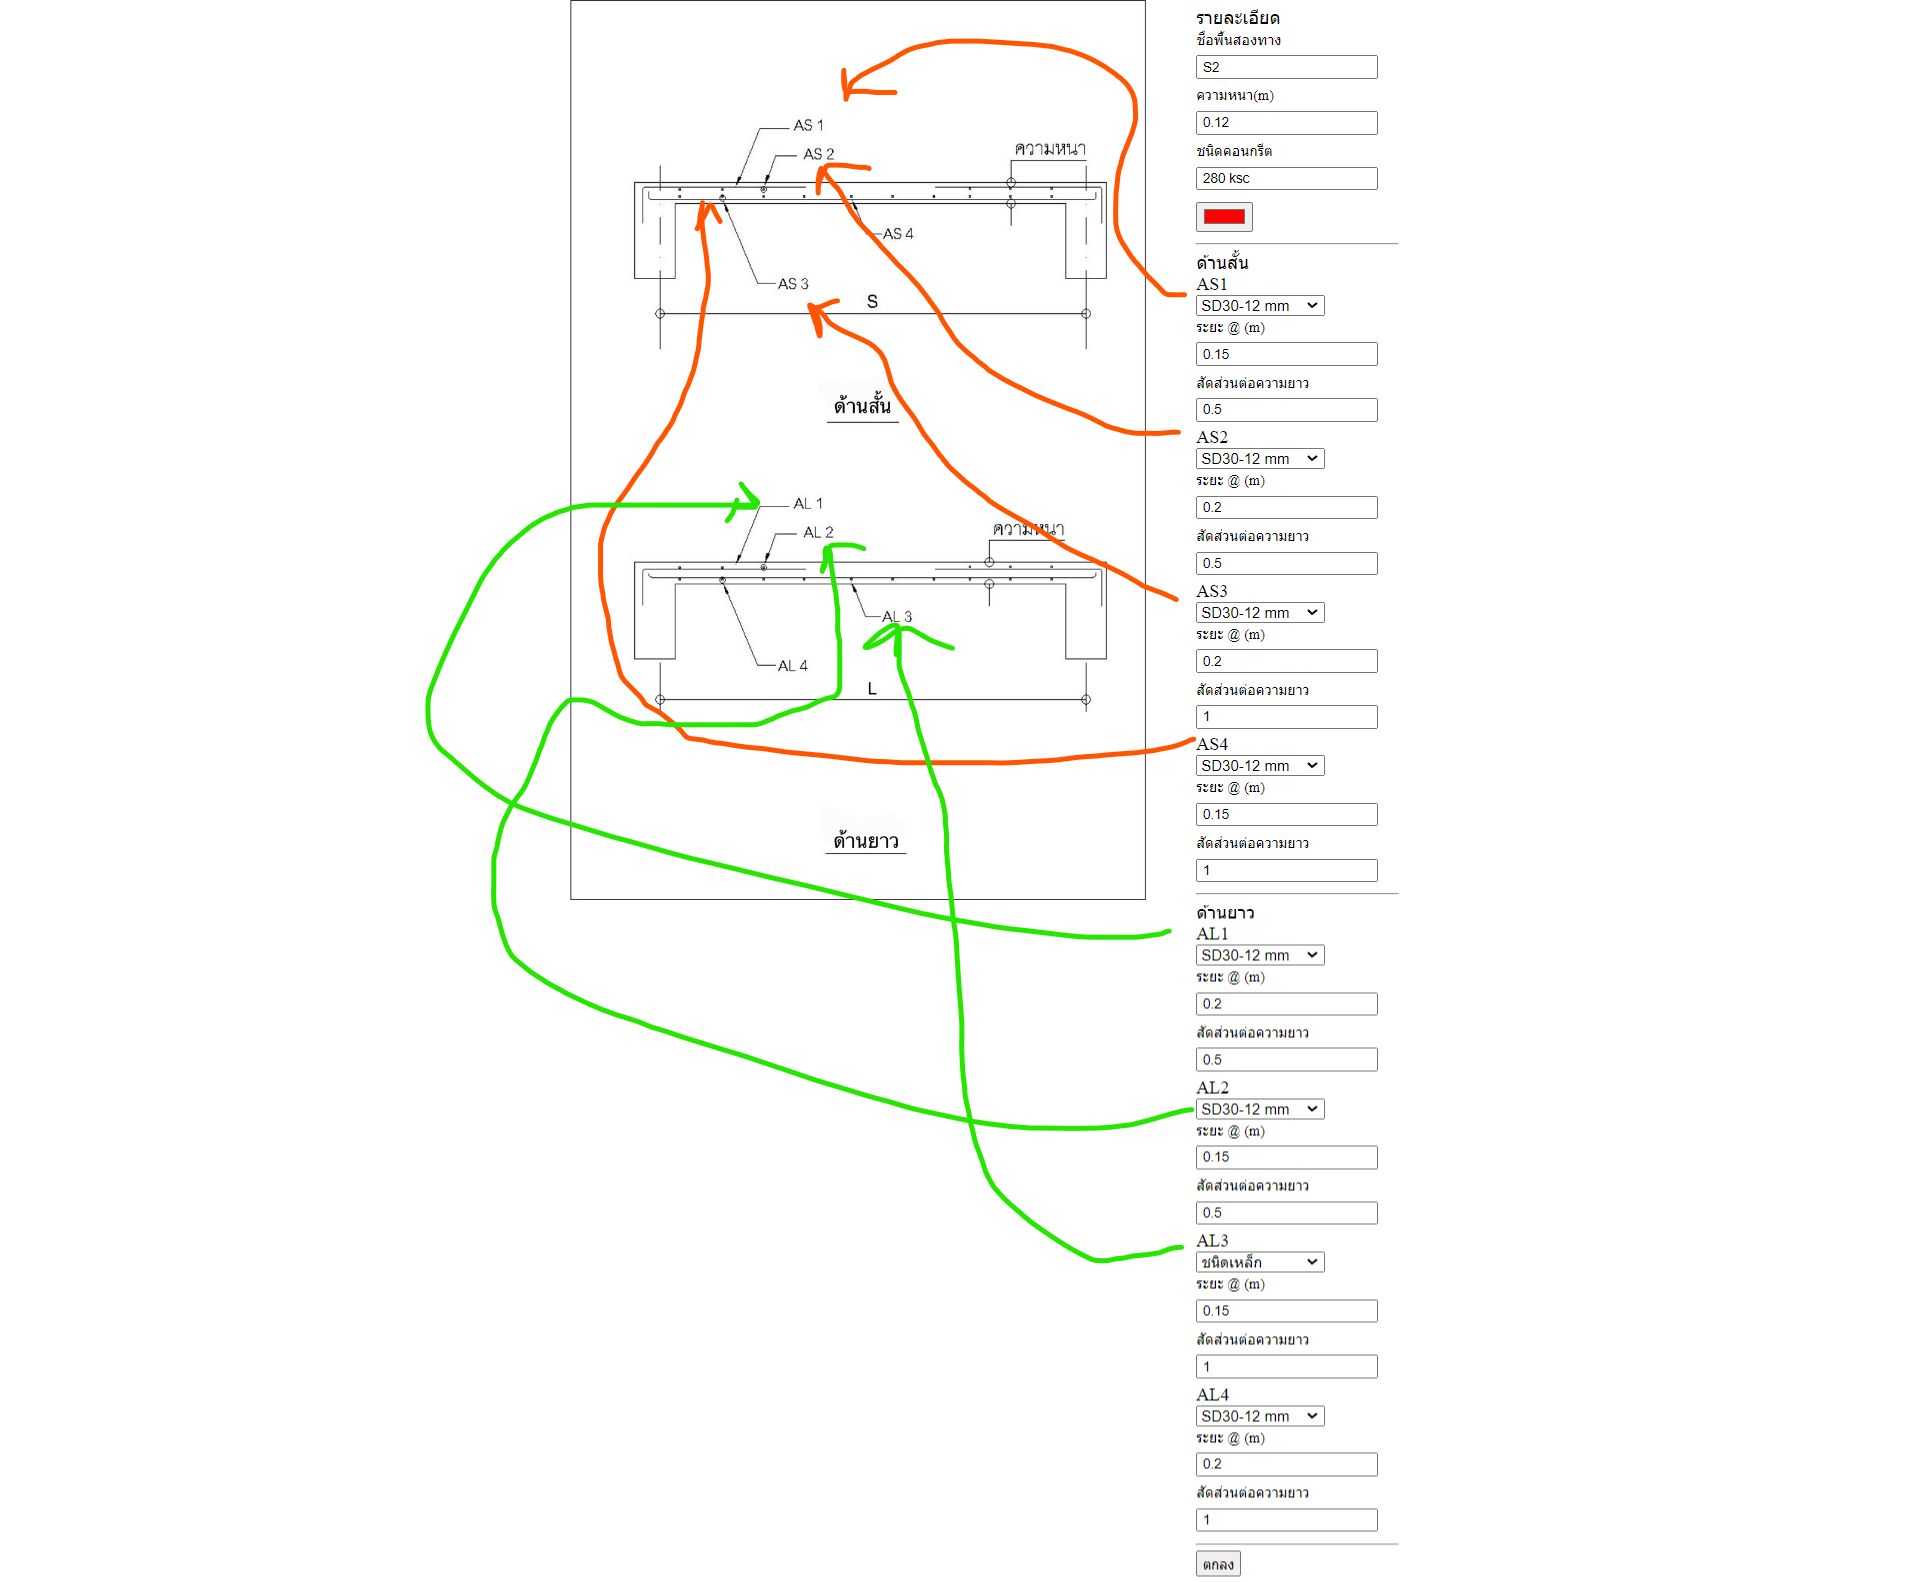 AS 1
AS 2
ความหนา
AS 4
AS 3
S
ด้านสั้น
AL 1
AL 2
ความหนา
AL 3
AL 4
L
ด้านยาว
รายละเอียด
ชื่อพื้นสองทาง
S2
ความหนา(m)
0.12
ชนิดคอนกรีต
280 ksc
ด้านสั้น
AS1
SD30-12 mm
ระยะ @ (m)
0.15
สัดส่วนต่อความยาว
0.5
AS2
SD30-12 mm
ระยะ @ (m)
0.2
สัดส่วนต่อความยาว
0.5
AS3
SD30-12 mm
ระยะ @ (m)
0.2
สัดส่วนต่อความยาว
1
AS4
SD30-12 mm
ระยะ @ (m)
0.15
สัดส่วนต่อความยาว
1
ด้านยาว
AL1
SD30-12 mm
ระยะ @ (m)
0.2
สัดส่วนต่อความยาว
0.5
AL2
SD30-12 mm
ระยะ @ (m)
0.15
สัดส่วนต่อความยาว
0.5
AL3
ชนิดเหล็ก
ระยะ @ (m)
0.15
สัดส่วนต่อความยาว
1
AL4
SD30-12 mm
ระยะ @ (m)
0.2
สัดส่วนต่อความยาว
1
ตกลง